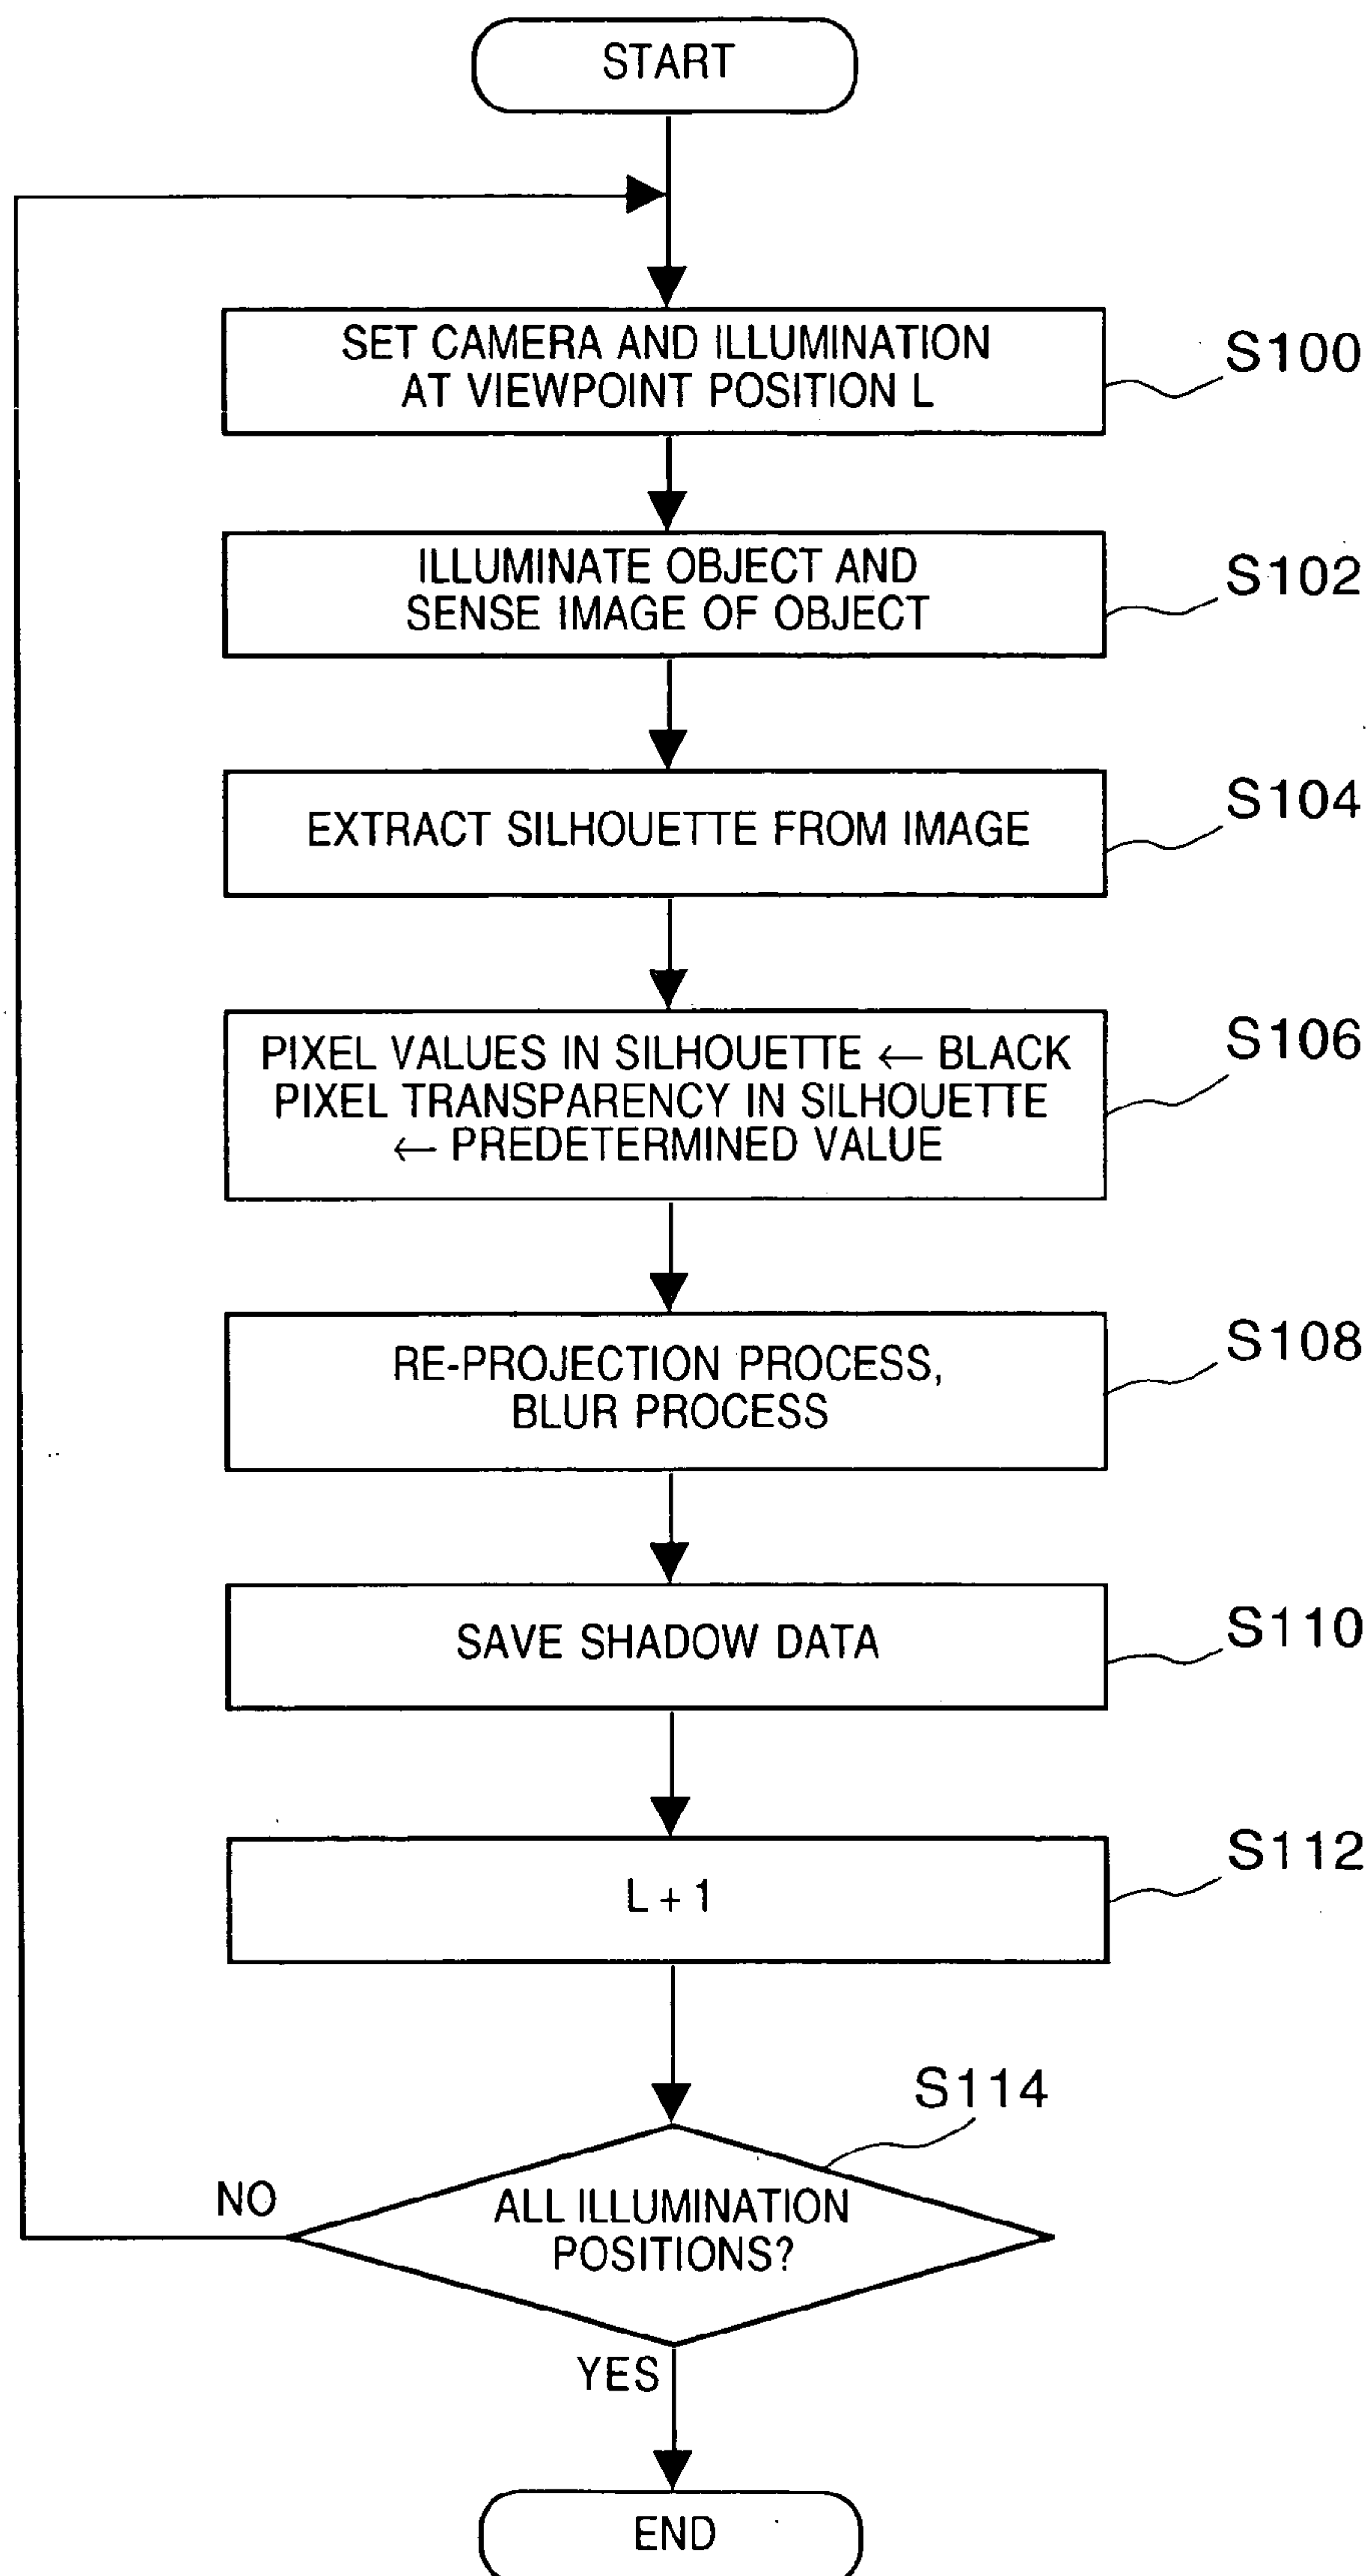 START
SET CAMERA AND ILLUMINATION
AT VIEWPOINT POSITION L
S100
ILLUMINATE OBJECT AND
SENSE IMAGE OF OBJECT
S102
EXTRACT SILHOUETTE FROM IMAGE
S104
PIXEL VALUES IN SILHOUETTE ← BLACK
PIXEL TRANSPARENCY IN SILHOUETTE
← PREDETERMINED VALUE
S106
RE-PROJECTION PROCESS,
BLUR PROCESS
S108
SAVE SHADOW DATA
S110
L + 1
S112
S114
ALL ILLUMINATION
POSITIONS?
NO
YES
END